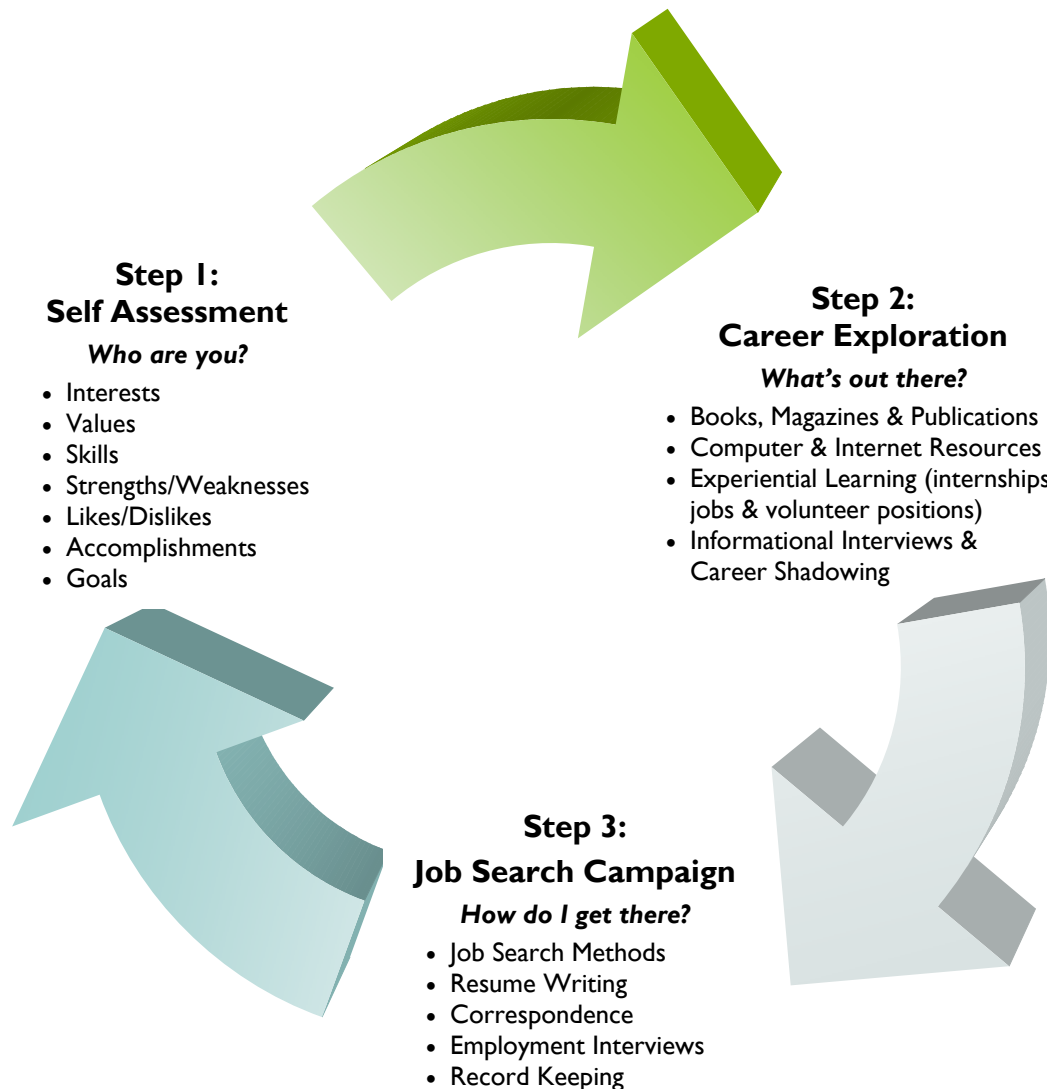 Step 1:
Self Assessment
Who are you?
• Interests
• Values
• Skills
• Strengths/Weaknesses
• Likes/Dislikes
• Accomplishments
• Goals
Step 2:
Career Exploration
What's out there?
• Books, Magazines & Publications
• Computer & Internet Resources
• Experiential Learning (internships
jobs & volunteer positions)
• Informational Interviews &
Career Shadowing
Step 3:
Job Search Campaign
How do I get there?
• Job Search Methods
• Resume Writing
• Correspondence
• Employment Interviews
• Record Keeping